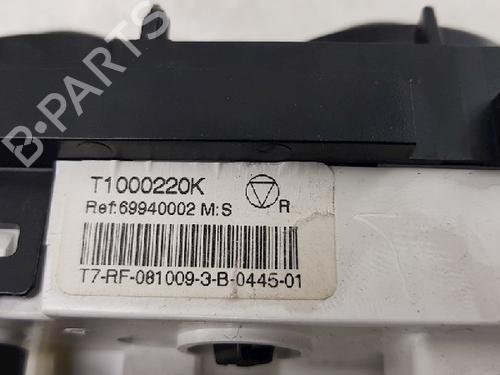 B-PARTS
T1000220K
Ref:69940002 M:S
R
T7-RF-081009-3-B-0445-01